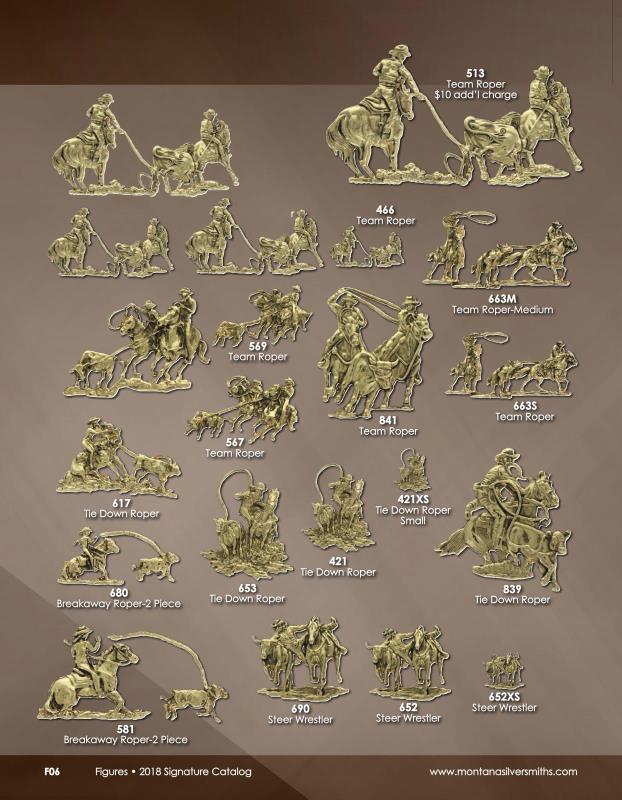 513
Team Roper
$10 add'l charge
466
Team Roper
663M
Team Roper-Medium
569
Team Roper
841
Team Roper
663S
Team Roper
567
Team Roper
617
Tie Down Roper
421XS
Tie Down Roper
Small
421
Tie Down Roper
653
Tie Down Roper
839
Tie Down Roper
680
Breakaway Roper-2 Piece
690
Steer Wrestler
652
Steer Wrestler
652XS
Steer Wrestler
581
Breakaway Roper-2 Piece
F06 Figures • 2018 Signature Catalog www.montanasilversmiths.com